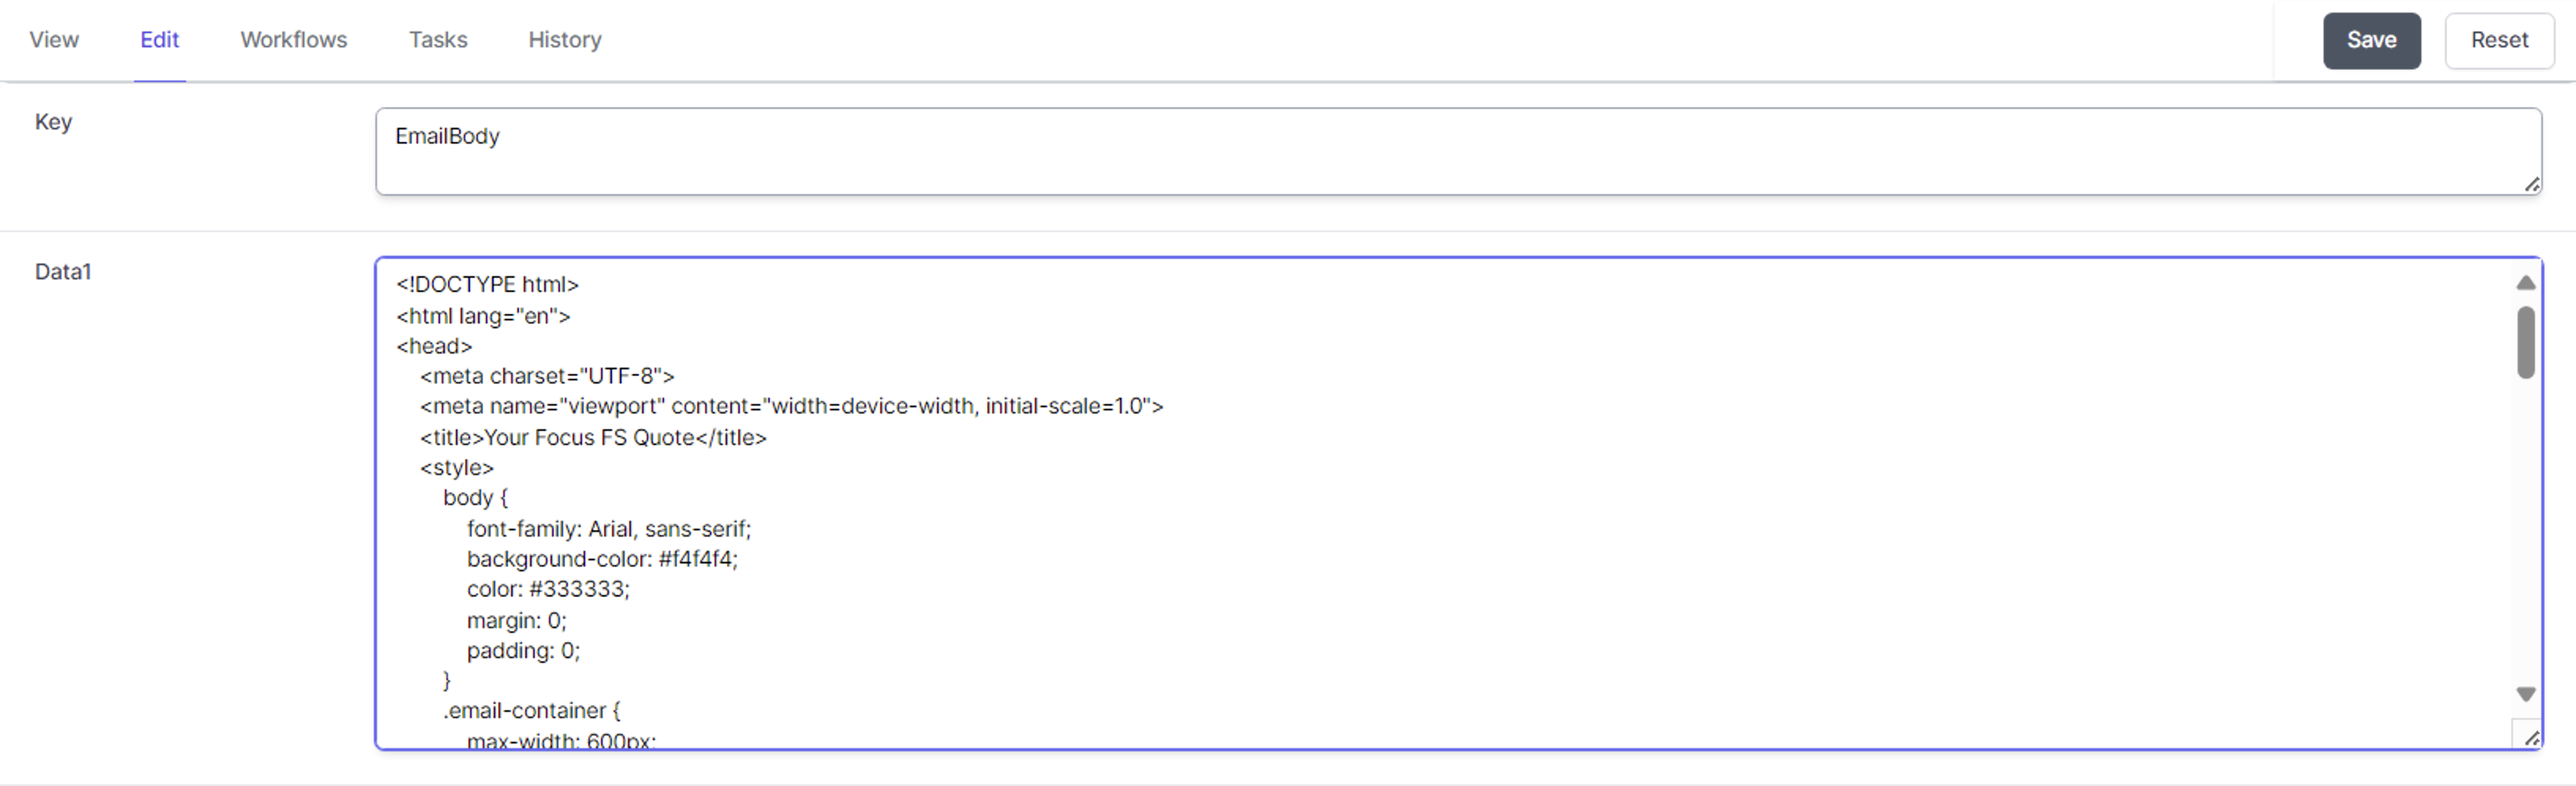 View Edit Workflows Tasks History Save Reset
Key
EmailBody
Data1
<!DOCTYPE html>
<html lang="en">
<head>
    <meta charset="UTF-8">
    <meta name="viewport" content="width=device-width, initial-scale=1.0">
    <title>Your Focus FS Quote</title>
    <style>
        body {
            font-family: Arial, sans-serif;
            background-color: #f4f4f4;
            color: #333333;
            margin: 0;
            padding: 0;
        }
        .email-container {
            max-width: 600px;